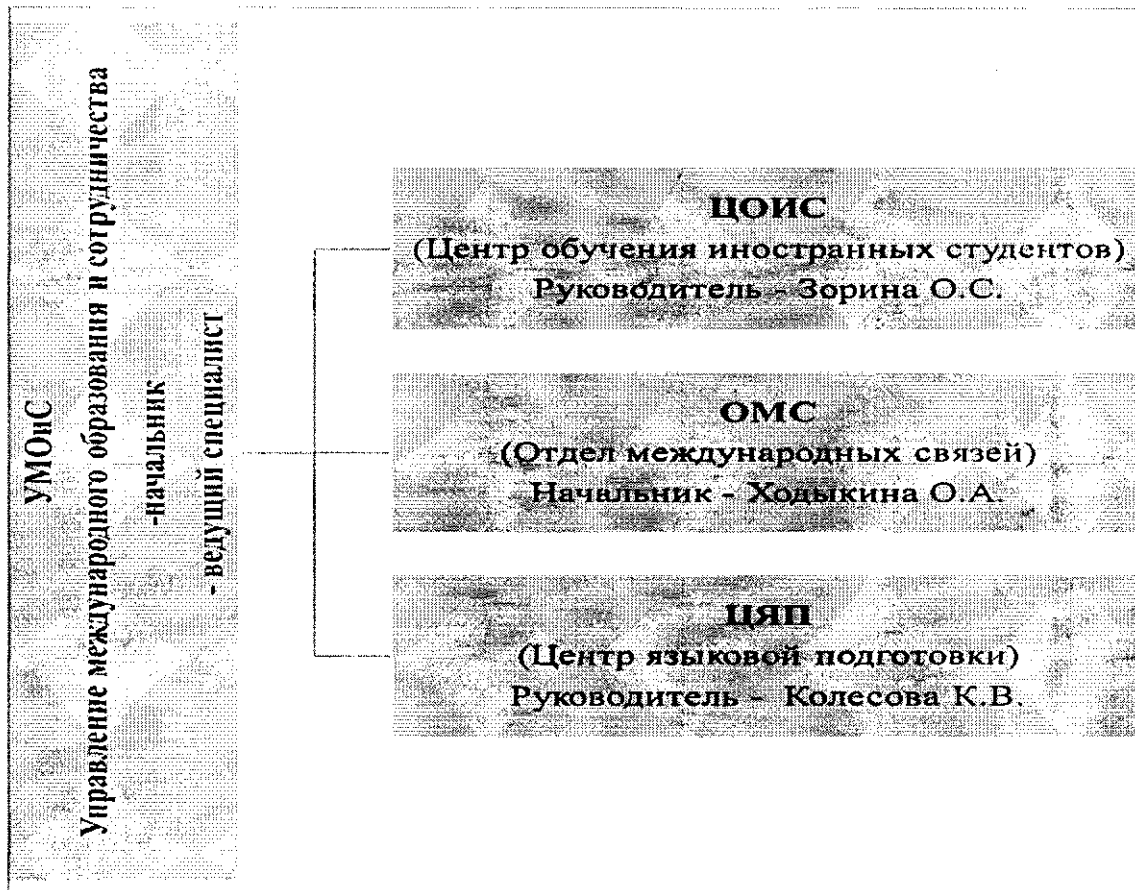 УМОиС
Управление международного образования и сотрудничества
-начальник
- ведущий специалист
ЦОИС
(Центр обучения иностранных студентов)
Руководитель - Зорина О.С.
ОМС
(Отдел международных связей)
Начальник - Ходыкина О.А.
ЦЯП
(Центр языковой подготовки)
Руководитель - Колесова К.В.